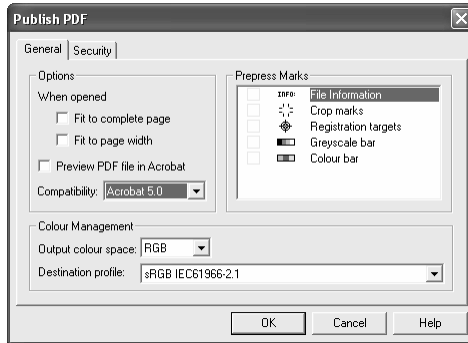 Publish PDF
General
Security
Options
When opened
Fit to complete page
Fit to page width
Preview PDF file in Acrobat
Compatibility: Acrobat 5.0
Prepress Marks
INFO: File Information
Crop marks
Registration targets
Greyscale bar
Colour bar
Colour Management
Output colour space: RGB
Destination profile: sRGB IEC61966-2.1
OK Cancel Help